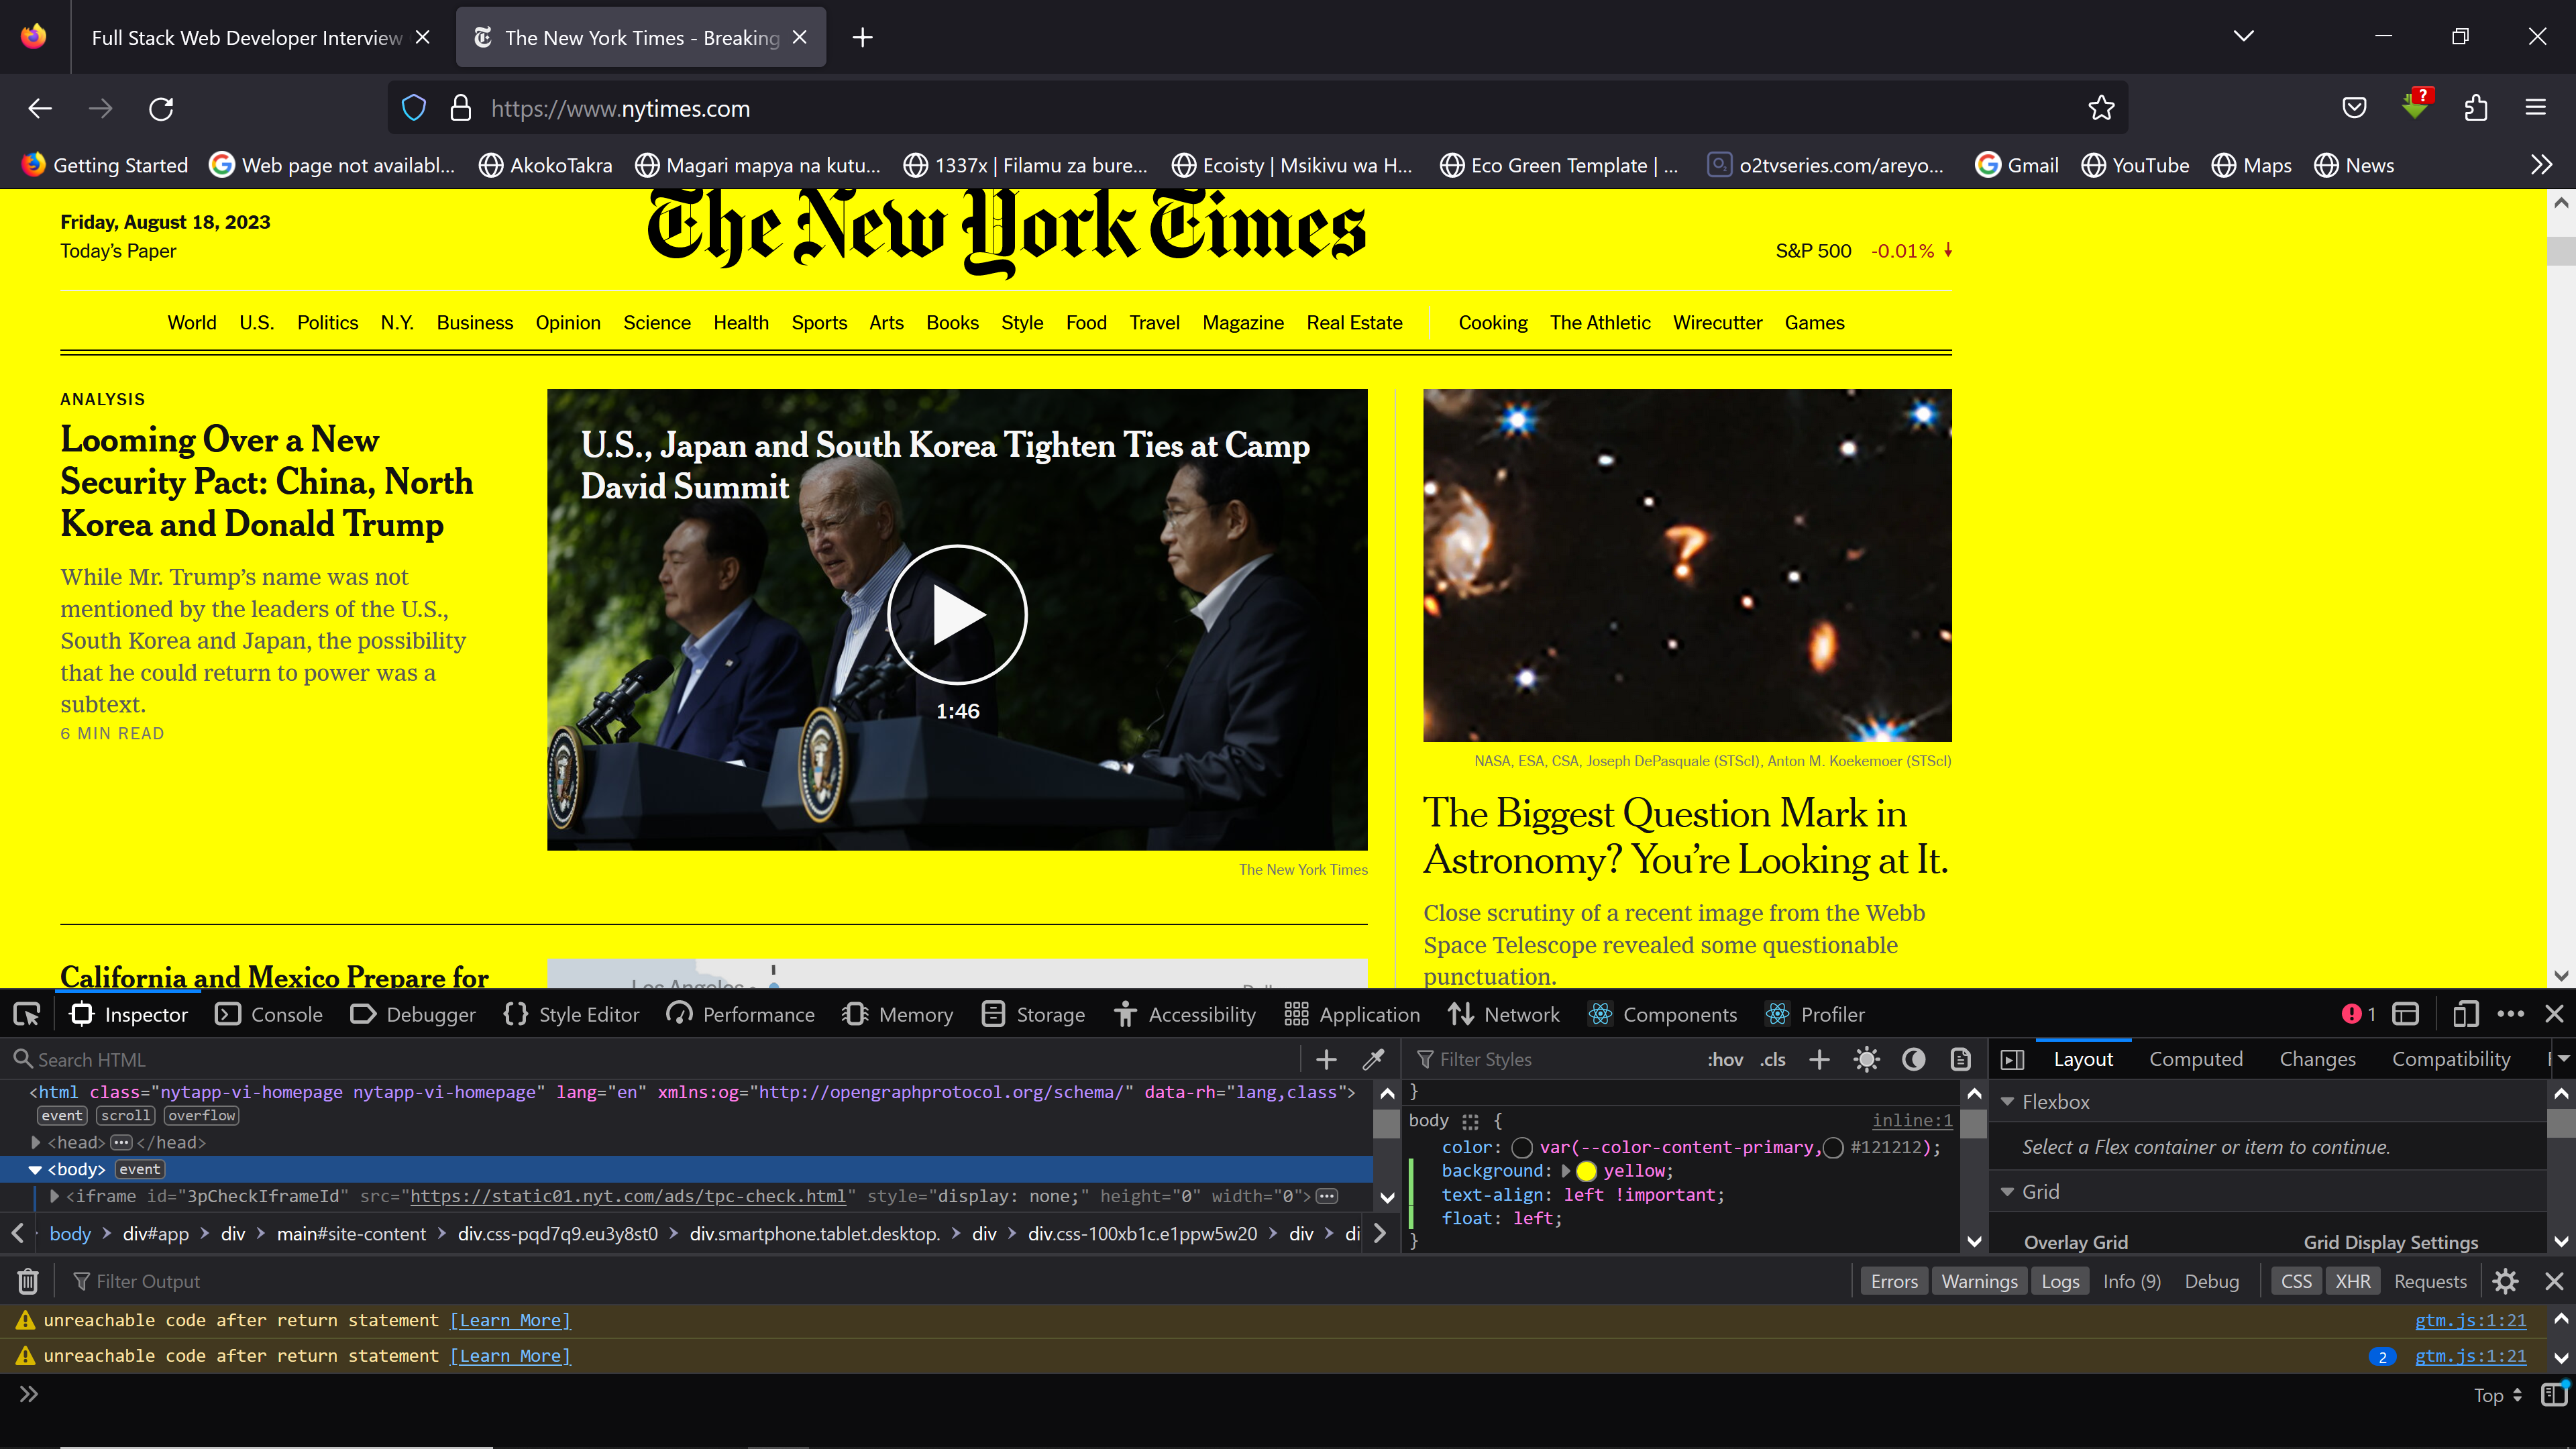 Full Stack Web Developer Interview
The New York Times - Breaking
https://www.nytimes.com
?
Getting Started
Web page not availabl...
AkokoTakra
Magari mapya na kutu...
1337x | Filamu za bure...
Ecoisty | Msikivu wa H...
Eco Green Template | ...
o2tvseries.com/areyo...
Gmail
YouTube
Maps
News
Friday, August 18, 2023
Today's Paper
The New York Times
S&P 500 -0.01%
World U.S. Politics N.Y. Business Opinion Science Health Sports Arts Books Style Food Travel Magazine Real Estate Cooking The Athletic Wirecutter Games
ANALYSIS
Looming Over a New
Security Pact: China, North
Korea and Donald Trump
While Mr. Trump's name was not
mentioned by the leaders of the U.S.,
South Korea and Japan, the possibility
that he could return to power was a
subtext.
6 MIN READ
U.S., Japan and South Korea Tighten Ties at Camp
David Summit
1:46
The New York Times
NASA, ESA, CSA, Joseph DePasquale (STScI), Anton M. Koekemoer (STScI)
The Biggest Question Mark in
Astronomy? You're Looking at It.
Close scrutiny of a recent image from the Webb
Space Telescope revealed some questionable
punctuation.
California and Mexico Prepare for
Los Angeles
Inspector Console Debugger Style Editor Performance Memory Storage Accessibility Application Network Components Profiler 1
Search HTML
<html class="nytapp-vi-homepage nytapp-vi-homepage" lang="en" xmlns:og="http://opengraphprotocol.org/schema/" data-rh="lang,class">
event scroll overflow
<head> ... </head>
<body> event
<iframe id="3pCheckIframeId" src="https://static01.nyt.com/ads/tpc-check.html" style="display: none;" height="0" width="0"> ...
body div#app div main#site-content div.css-pqd7q9.eu3y8st0 div.smartphone.tablet.desktop. div div.css-100xb1c.e1ppw5w20 div di
Filter Styles :hov .cls
}
body { inline:1
color: var(--color-content-primary, #121212);
background: yellow;
text-align: left !important;
float: left;
}
Layout Computed Changes Compatibility
Flexbox
Select a Flex container or item to continue.
Grid
Overlay Grid Grid Display Settings
Filter Output
Errors Warnings Logs Info (9) Debug CSS XHR Requests
unreachable code after return statement [Learn More] gtm.js:1:21
unreachable code after return statement [Learn More] 2 gtm.js:1:21
Top